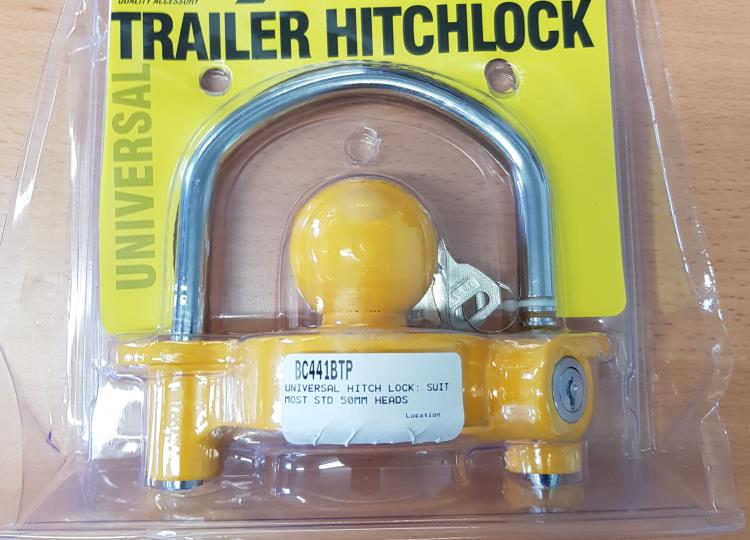 QUALITY ACCESSORY
TRAILER HITCHLOCK
UNIVERSAL
BC441BTP
UNIVERSAL HITCH LOCK: SUIT
MOST STD 50MM HEADS
Location